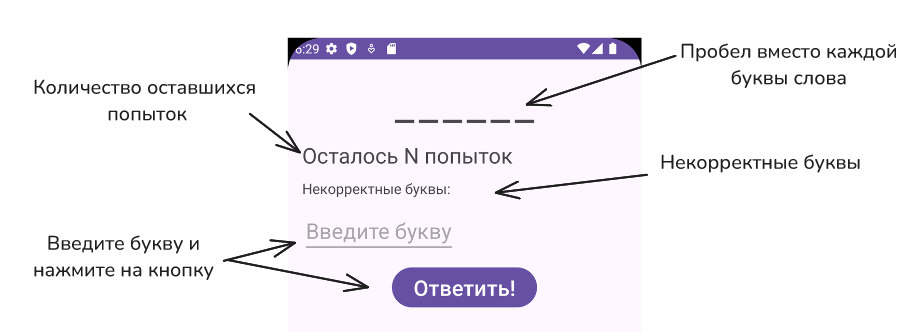 6:29
Пробел вместо каждой
буквы слова
Количество оставшихся
попыток
_ _ _ _ _ _
Осталось N попыток
Некорректные буквы
Некорректные буквы:
Введите букву
Введите букву и
нажмите на кнопку
Ответить!